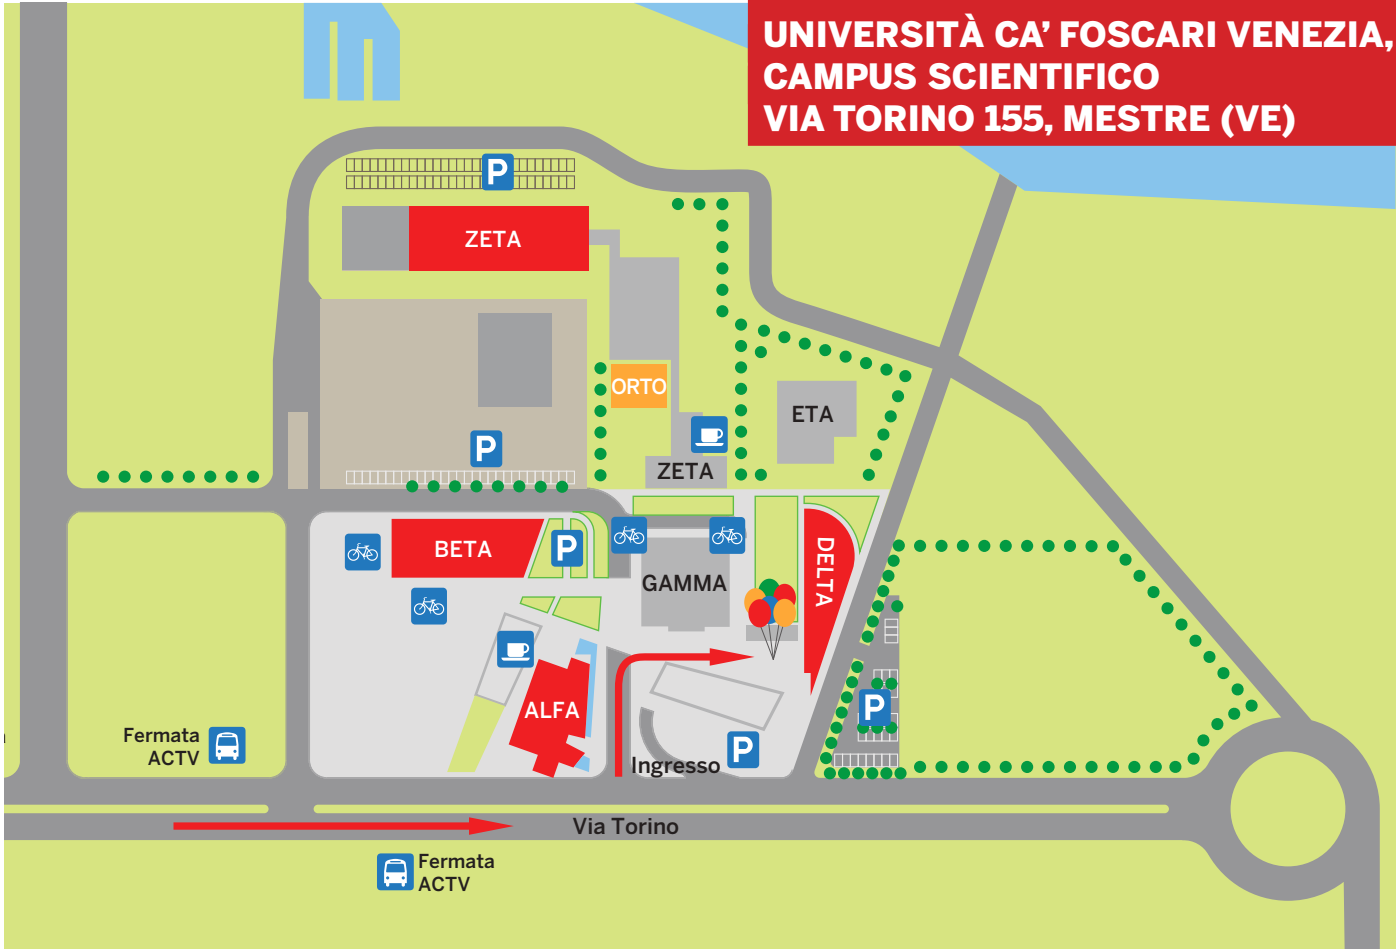 UNIVERSITÀ CA' FOSCARI VENEZIA,
CAMPUS SCIENTIFICO
VIA TORINO 155, MESTRE (VE)
P
ZETA
ORTO
ETA
P
ZETA
BETA
P
GAMMA
DELTA
ALFA
P
Fermata
ACTV
Ingresso
P
Via Torino
Fermata
ACTV